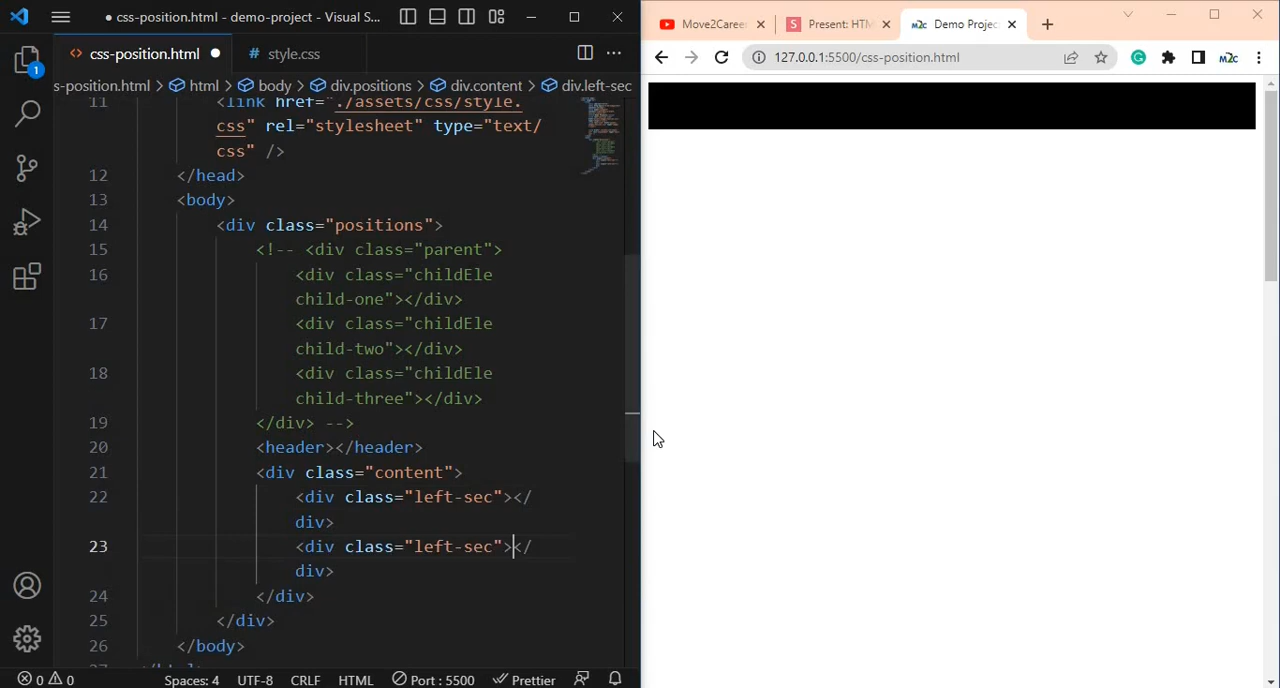 css-position.html - demo-project - Visual S...
css-position.html
style.css
s-position.html > html > body > div.positions > div.content > div.left-sec
11 <link href="./assets/css/style.
css" rel="stylesheet" type="text/
css" />
12 </head>
13 <body>
14 <div class="positions">
15 <!-- <div class="parent">
16 <div class="childEle
child-one"></div>
17 <div class="childEle
child-two"></div>
18 <div class="childEle
child-three"></div>
19 </div> -->
20 <header></header>
21 <div class="content">
22 <div class="left-sec"></
div>
23 <div class="left-sec"></
div>
24 </div>
25 </div>
26 </body>
1
0 0
Spaces: 4 UTF-8 CRLF HTML Port : 5500 Prettier
Move2Caree
Present: HTM
m2c Demo Projec
127.0.0.1:5500/css-position.html
m2c